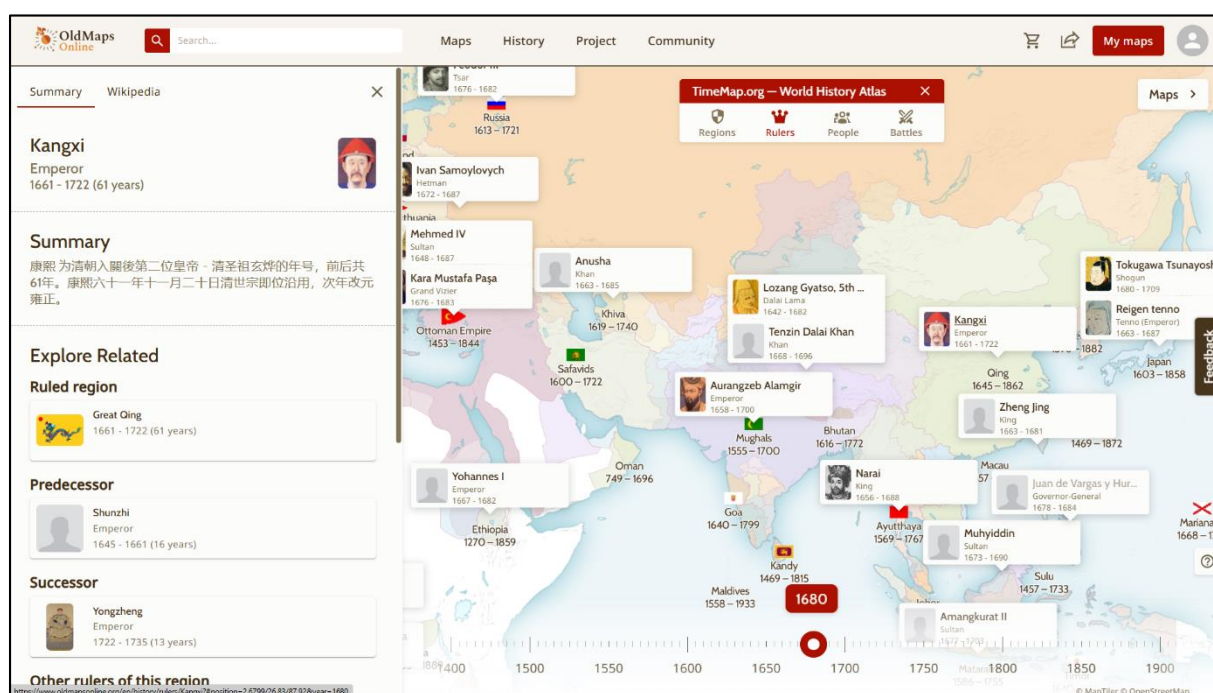 OldMaps
Online
Search...
Maps
History
Project
Community
My maps
Summary
Wikipedia
Kangxi
Emperor
1661 - 1722 (61 years)
Summary
康熙 为清朝入關後第二位皇帝 - 清圣祖玄烨的年号，前后共
61年。康熙六十一年十一月二十日清世宗即位沿用，次年改元
雍正。
Explore Related
Ruled region
Great Qing
1661 - 1722 (61 years)
Predecessor
Shunzhi
Emperor
1645 - 1661 (16 years)
Successor
Yongzheng
Emperor
1722 - 1735 (13 years)
Other rulers of this region
TimeMap.org — World History Atlas
Regions
Rulers
People
Battles
Maps
Tsar
1676 - 1682
Russia
1613 – 1721
Ivan Samoylovych
Hetman
1672 - 1687
Mehmed IV
Sultan
1648 - 1687
Kara Mustafa Paşa
Grand Vizier
1676 - 1683
Ottoman Empire
1453 – 1844
Anusha
Khan
1663 - 1685
Khiva
1619 – 1740
Safavids
1600 – 1722
Lozang Gyatso, 5th ...
Dalai Lama
1642 - 1682
Tenzin Dalai Khan
Khan
1668 - 1696
Kangxi
Emperor
1661 - 1722
Tokugawa Tsunayosh
Shogun
1680 - 1709
Reigen tenno
Tenno (Emperor)
1663 - 1687
1882
Japan
1603 – 1858
Qing
1645 – 1862
Aurangzeb Alamgir
Emperor
1658 - 1700
Mughals
1555 – 1700
Bhutan
1616 – 1772
Zheng Jing
King
1663 - 1681
1469 – 1872
Yohannes I
Emperor
1667 - 1682
Ethiopia
1270 – 1859
Oman
749 – 1696
Goa
1640 – 1799
Narai
King
1656 - 1688
Ayutthaya
1569 – 1767
Macau
57
Juan de Vargas y Hur...
Governor-General
1678 - 1684
Muhyiddin
Sultan
1673 - 1690
Mariana
1668 –
Kandy
1469 – 1815
Maldives
1558 – 1933
Sulu
1457 – 1733
Amangkurat II
Sultan
Feedback
1680
1400
1500
1550
1600
1650
1700
1750
1800
1850
1900
© MapTiler © OpenStreetMap